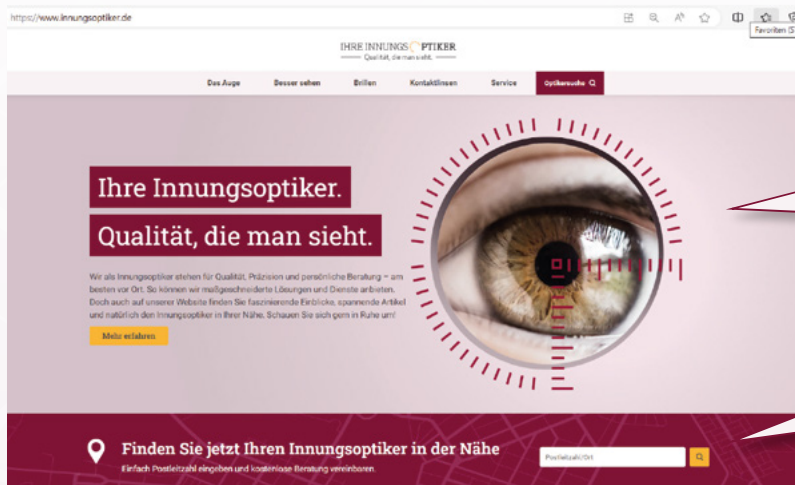 https://www.innungsoptiker.de
Favoriten (S
IHRE INNUNGS PTIKER
Qualität, die man sieht.
Das Auge Besser sehen Brillen Kontaktlinsen Service Optikersuche
Ihre Innungsoptiker.
Qualität, die man sieht.
Wir als Innungsoptiker stehen für Qualität, Präzision und persönliche Beratung – am
besten vor Ort. So können wir maßgeschneiderte Lösungen und Dienste anbieten.
Doch auch auf unserer Website finden Sie faszinierende Einblicke, spannende Artikel
und natürlich den Innungsoptiker in Ihrer Nähe. Schauen Sie sich gern in Ruhe um!
Mehr erfahren
Finden Sie jetzt Ihren Innungsoptiker in der Nähe
Einfach Postleitzahl eingeben und kostenlose Beratung vereinbaren.
Postleitzahl/Ort